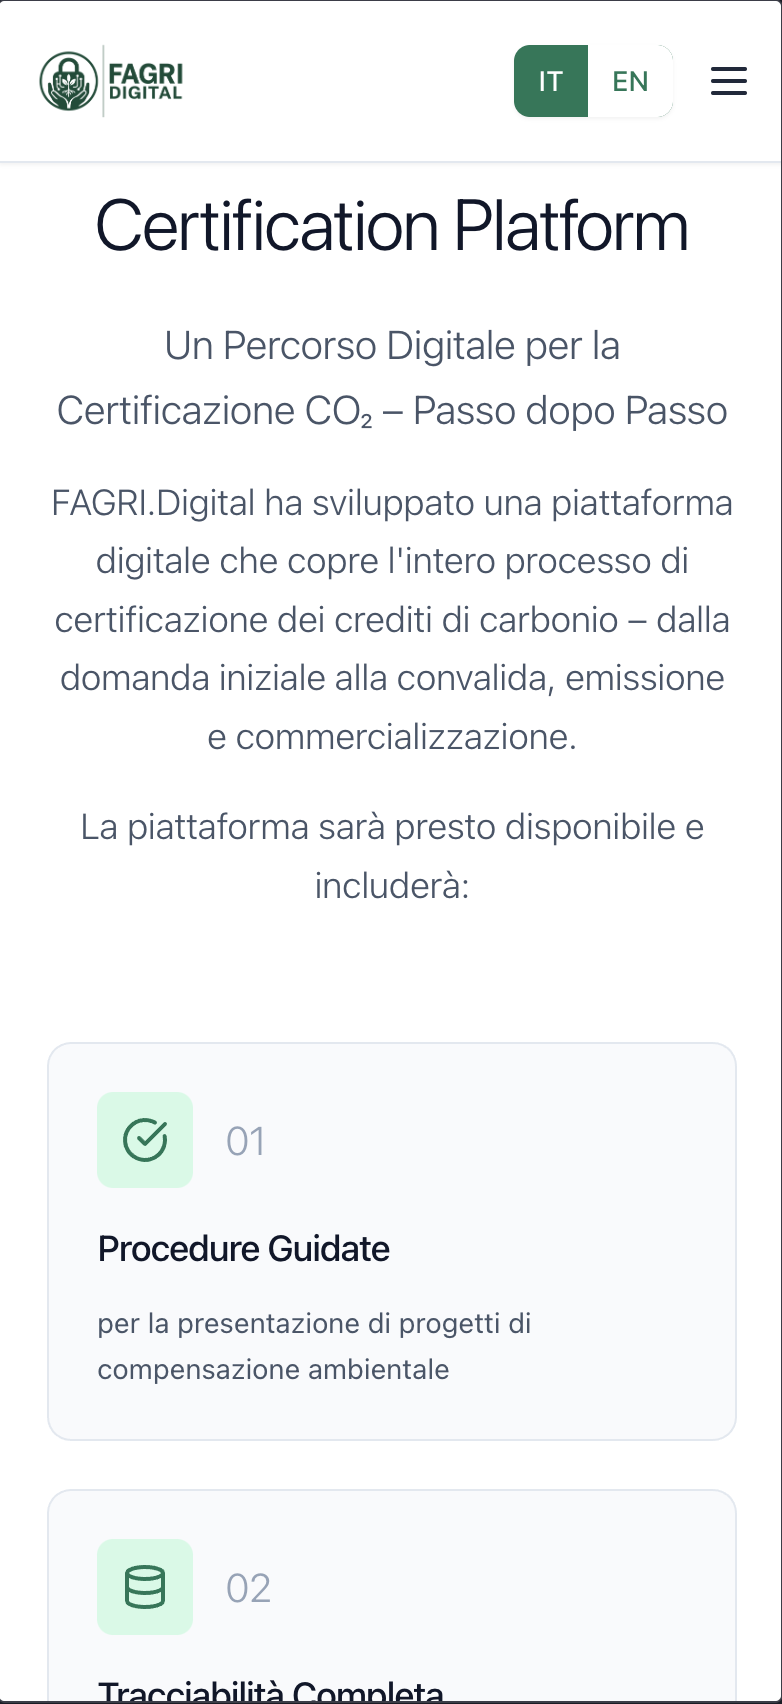 FAGRI
DIGITAL
IT
EN
Certification Platform
Un Percorso Digitale per la
Certificazione CO₂ – Passo dopo Passo
FAGRI.Digital ha sviluppato una piattaforma
digitale che copre l'intero processo di
certificazione dei crediti di carbonio – dalla
domanda iniziale alla convalida, emissione
e commercializzazione.
La piattaforma sarà presto disponibile e
includerà:
01
Procedure Guidate
per la presentazione di progetti di
compensazione ambientale
02
Tracciabilità Completa